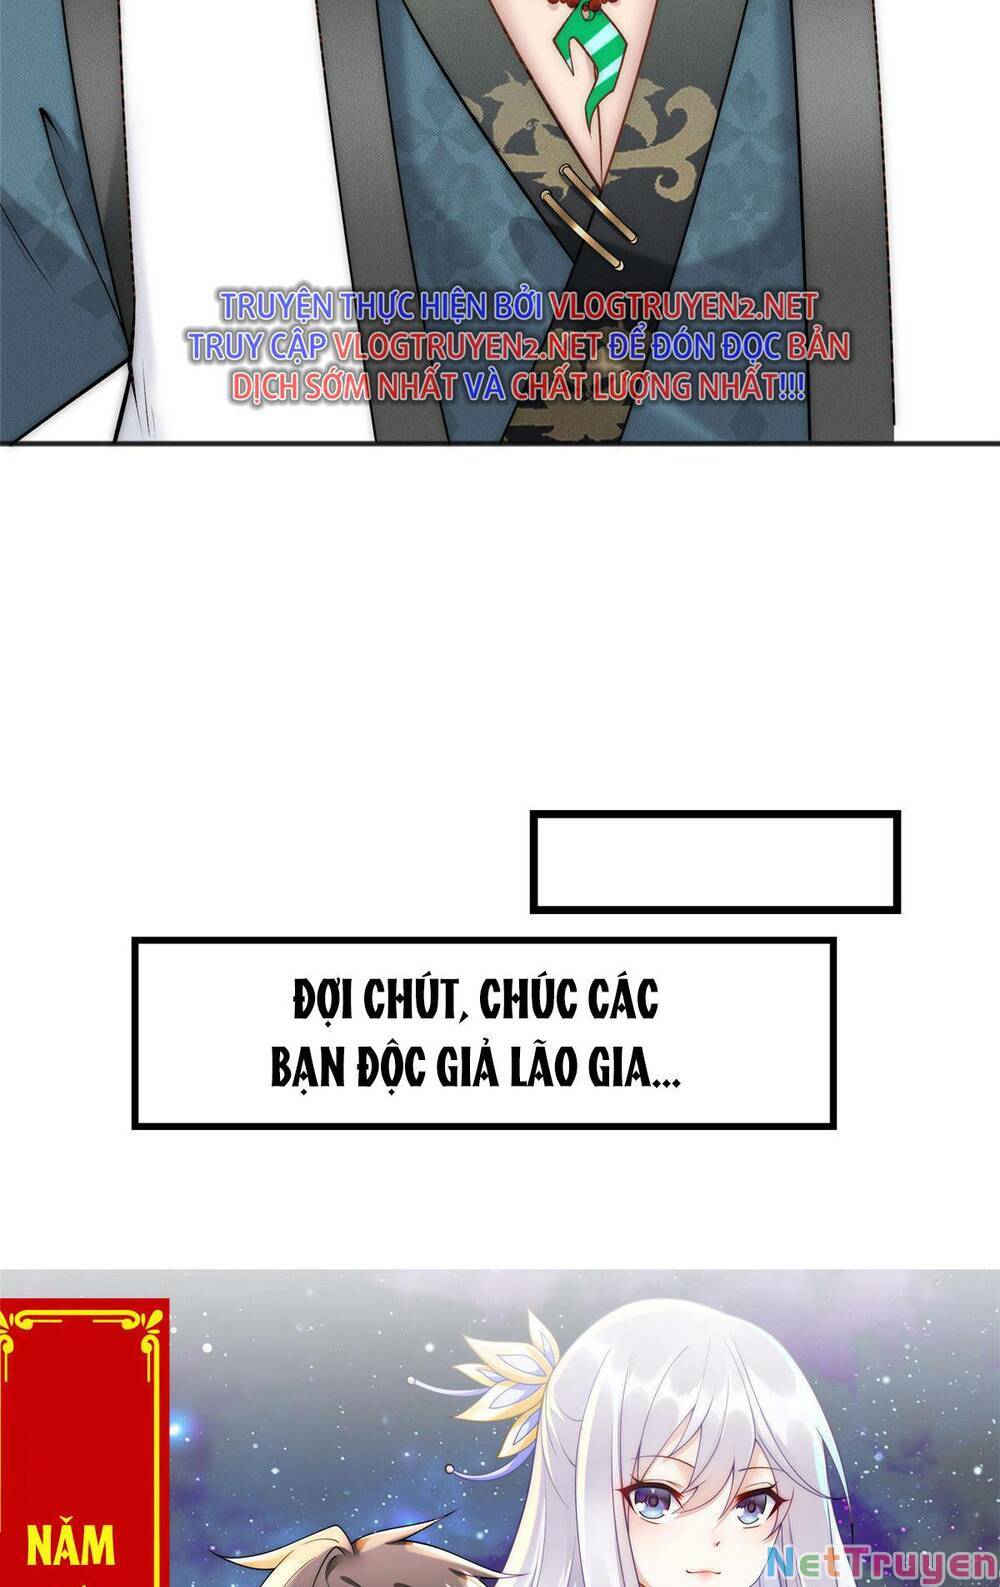 TRUYỆN THỰC HIỆN BỞI VLOGTRUYEN2.NET
TRUY CẬP VLOGTRUYEN2.NET ĐỂ ĐÓN ĐỌC BẢN
DỊCH SỚM NHẤT VÀ CHẤT LƯỢNG NHẤT!!!
ĐỢI CHÚT, CHÚC CÁC
BẠN ĐỘC GIẢ LÃO GIA...
NĂM
NetTruyen